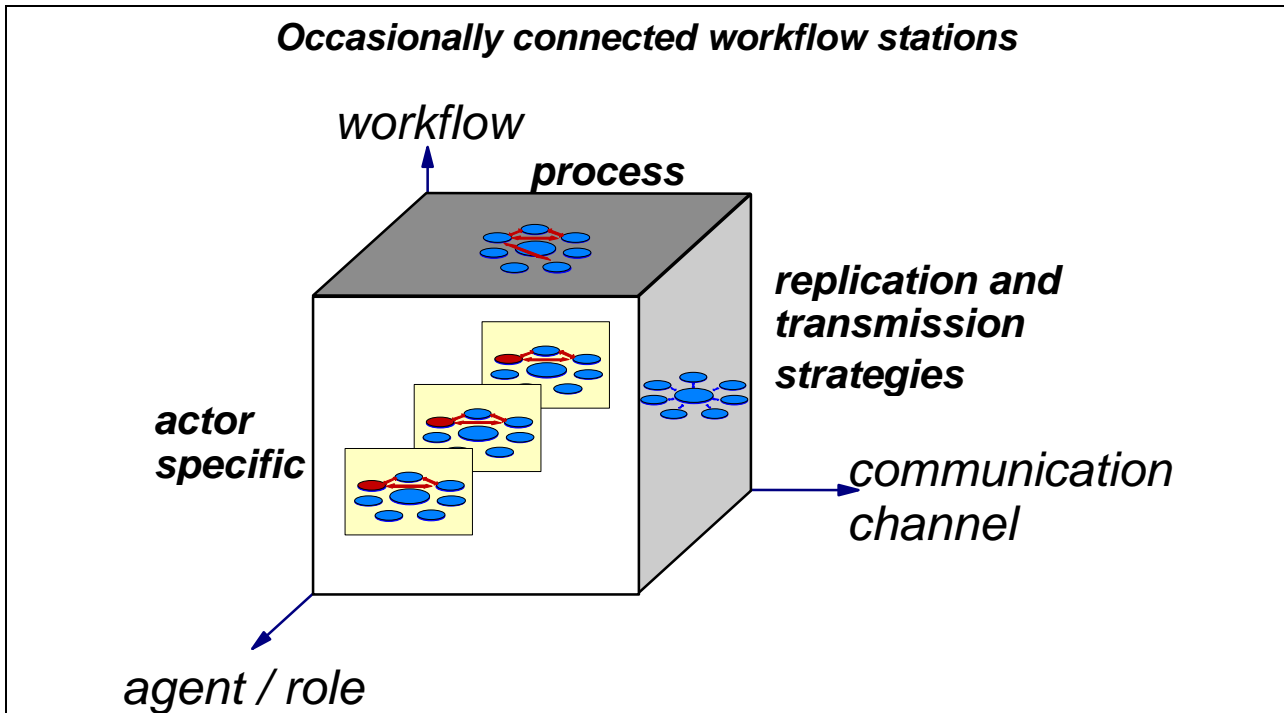 Occasionally connected workflow stations
workflow
process
replication and
transmission
strategies
actor
specific
communication
channel
agent / role